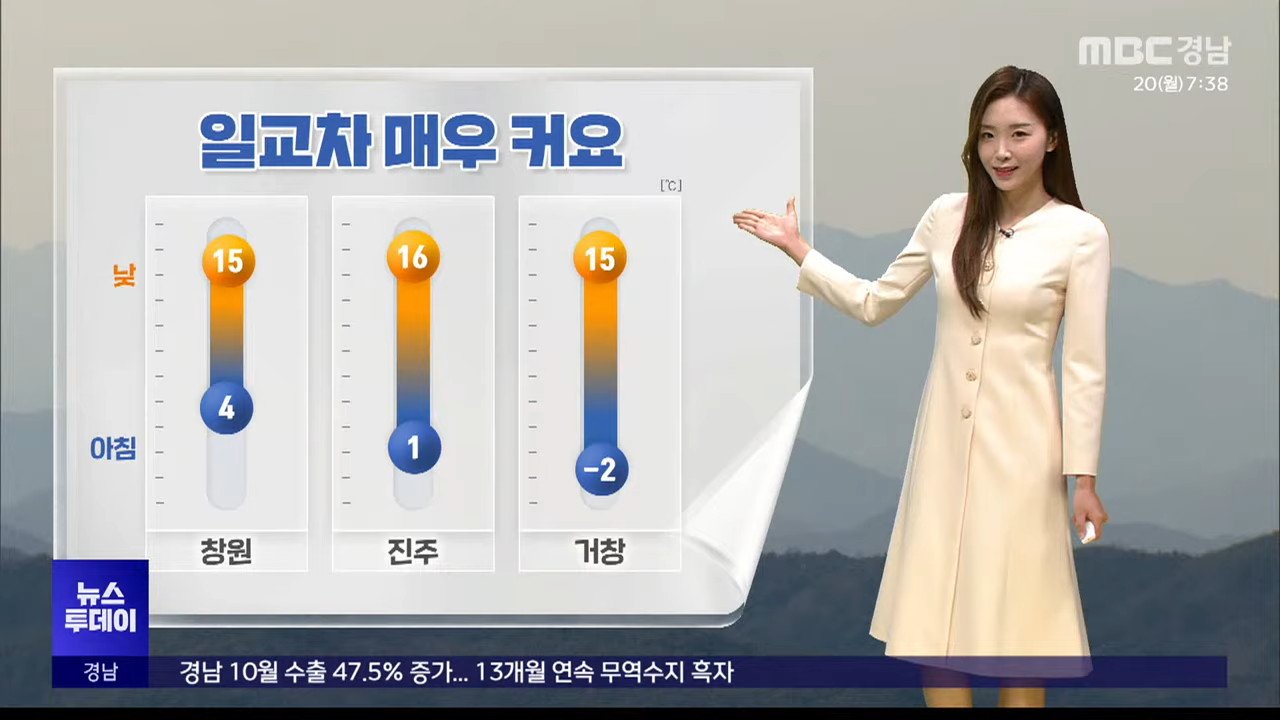 MBC경남
20(월) 7:38
일교차 매우 커요
[℃]
낮
15
16
15
아침
4
1
-2
창원
진주
거창
뉴스
투데이
경남
경남 10월 수출 47.5% 증가... 13개월 연속 무역수지 흑자